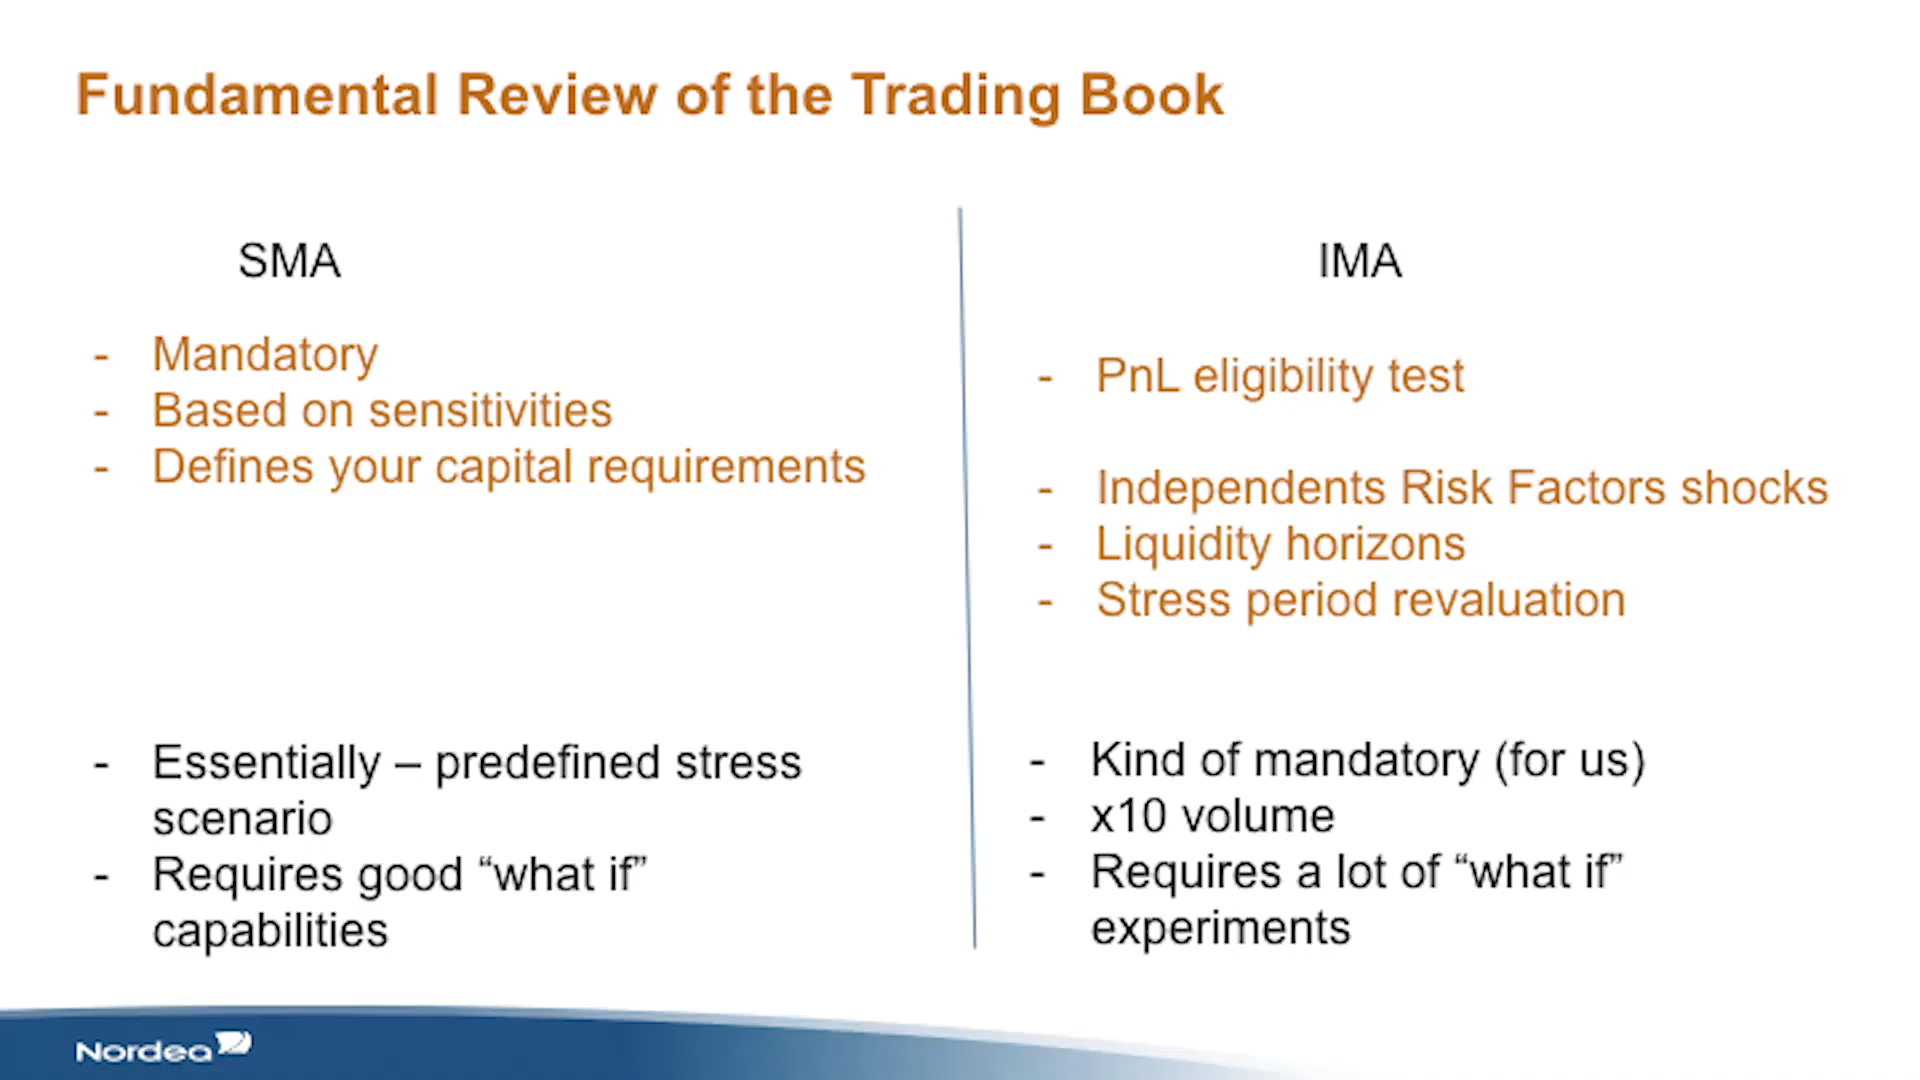 Fundamental Review of the Trading Book
SMA
- Mandatory
- Based on sensitivities
- Defines your capital requirements
- Essentially – predefined stress
scenario
- Requires good “what if”
capabilities
IMA
- PnL eligibility test
- Independents Risk Factors shocks
- Liquidity horizons
- Stress period revaluation
- Kind of mandatory (for us)
- x10 volume
- Requires a lot of “what if”
experiments
Nordea